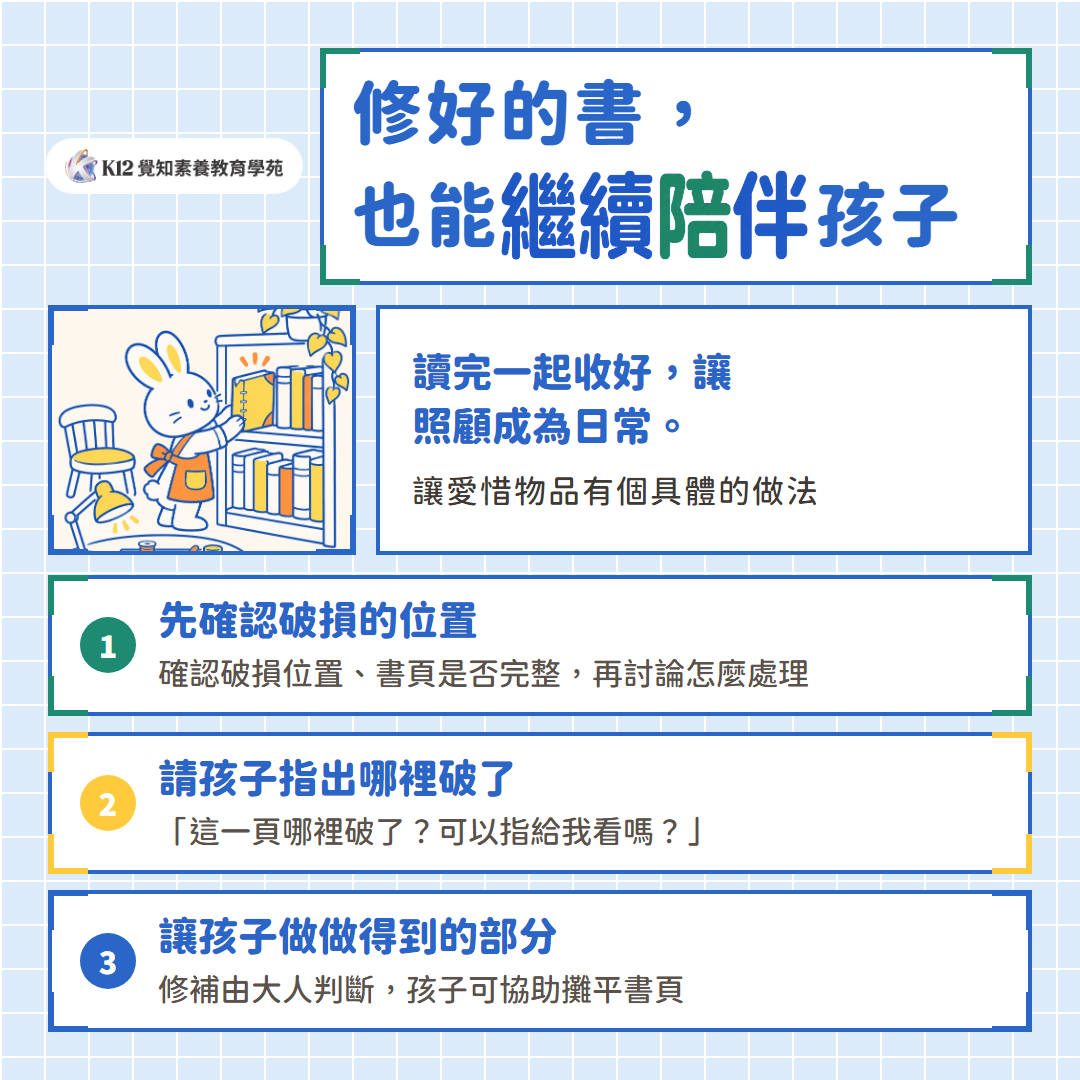 修好的書，
也能繼續陪伴孩子
K12 覺知素養教育學苑
讀完一起收好，讓
照顧成為日常。
讓愛惜物品有個具體的做法
1
先確認破損的位置
確認破損位置、書頁是否完整，再討論怎麼處理
2
請孩子指出哪裡破了
「這一頁哪裡破了？可以指給我看嗎？」
3
讓孩子做做得到的部分
修補由大人判斷，孩子可協助攤平書頁